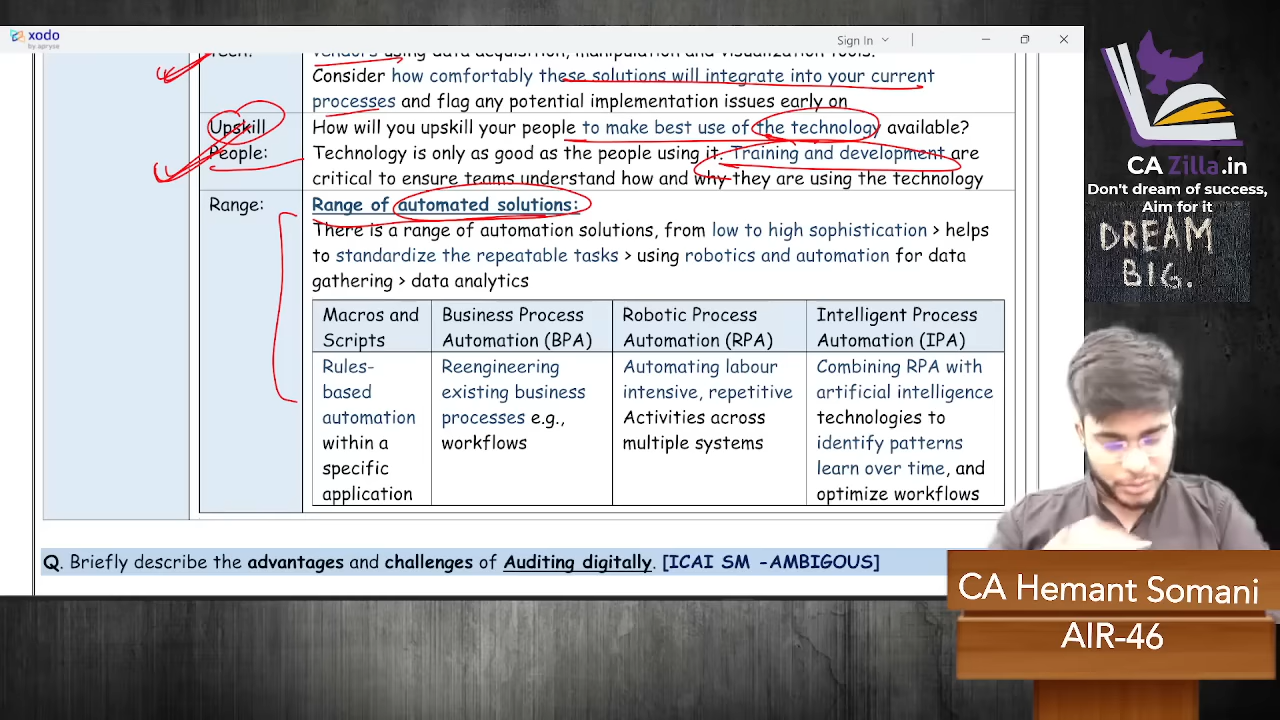 xodo
by apryse
Sign In
Tech:
vendors using data acquisition, manipulation and visualization tools.
Consider how comfortably these solutions will integrate into your current
processes and flag any potential implementation issues early on
Upskill
People:
How will you upskill your people to make best use of the technology available?
Technology is only as good as the people using it. Training and development are
critical to ensure teams understand how and why they are using the technology
Range:
Range of automated solutions:
There is a range of automation solutions, from low to high sophistication > helps
to standardize the repeatable tasks > using robotics and automation for data
gathering > data analytics
Macros and
Scripts
Business Process
Automation (BPA)
Robotic Process
Automation (RPA)
Intelligent Process
Automation (IPA)
Rules-
based
automation
within a
specific
application
Reengineering
existing business
processes e.g.,
workflows
Automating labour
intensive, repetitive
Activities across
multiple systems
Combining RPA with
artificial intelligence
technologies to
identify patterns
learn over time, and
optimize workflows
Q. Briefly describe the advantages and challenges of Auditing digitally. [ICAI SM -AMBIGOUS]
CA Zilla.in
Don't dream of success,
Aim for it
DREAM
BIG.
CA Hemant Somani
AIR-46